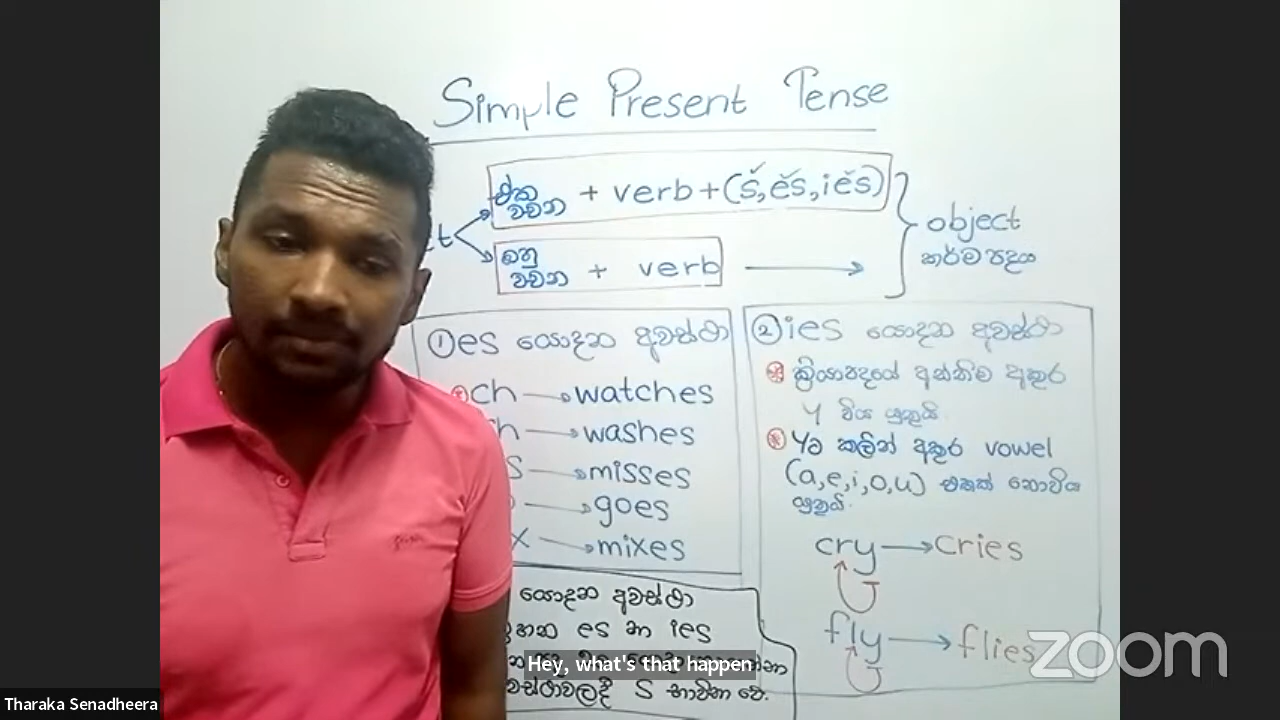 Simple Present Tense
ඒක වචන + verb + (s, es, ies)
බහු වචන + verb
object
කර්ම පදය
① es යොදන අවස්ථා
ch → watches
→ washes
→ misses
→ goes
x → mixes
② ies යොදන අවස්ථා
ක්‍රියාපදයේ අන්තිම අකුර
y විය යුතුයි.
yට කලින් අකුර vowel
(a, e, i, o, u) එකක් නොවිය
යුතුයි.
cry → cries
fly → flies
යොදන අවස්ථා
es හා ies
Hey, what's that happen
S භාවිතා වේ.
zoom
Tharaka Senadheera